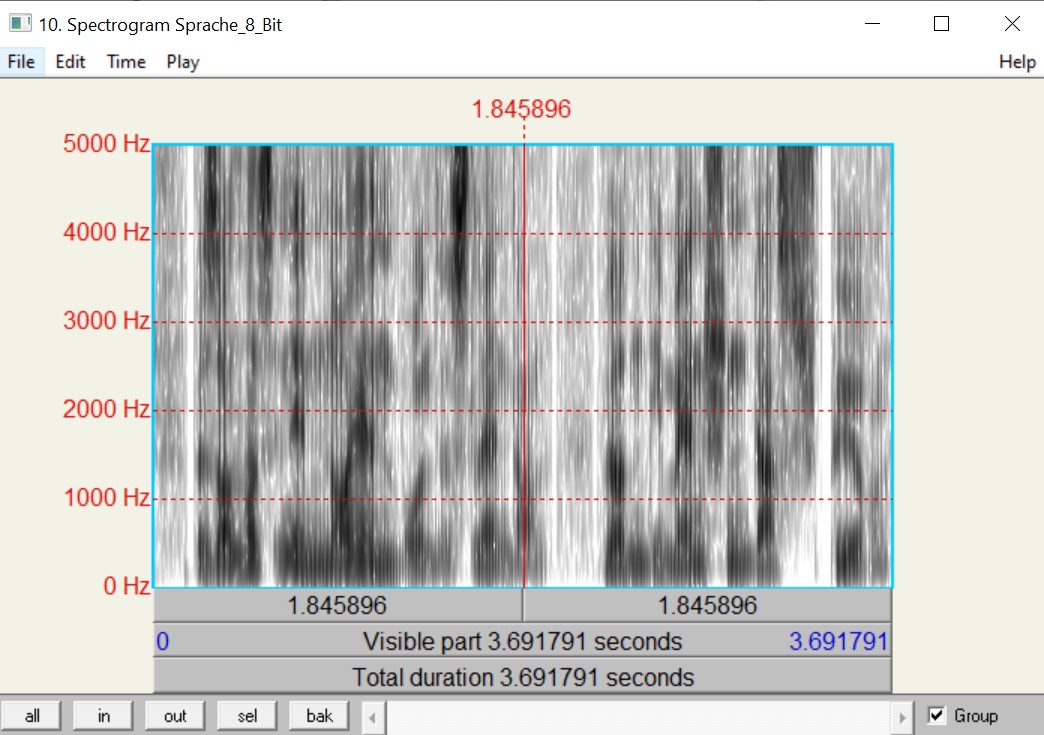 10. Spectrogram Sprache_8_Bit
File Edit Time Play Help
1.845896
5000 Hz
4000 Hz
3000 Hz
2000 Hz
1000 Hz
0 Hz
1.845896 1.845896
0 Visible part 3.691791 seconds 3.691791
Total duration 3.691791 seconds
all in out sel bak Group